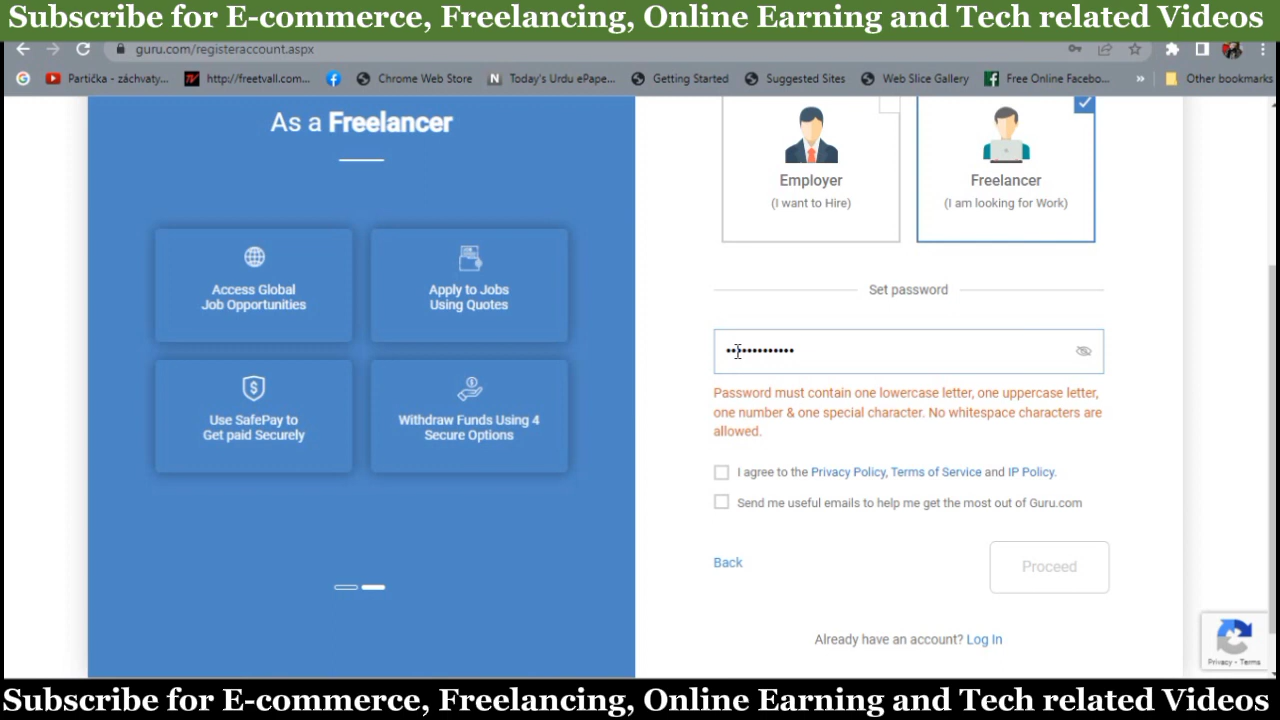 Subscribe for E-commerce, Freelancing, Online Earning and Tech related Videos
guru.com/registeraccount.aspx
Partička - záchvaty... http://freetvall.com... Chrome Web Store Today's Urdu ePape... Getting Started Suggested Sites Web Slice Gallery Free Online Facebo... » Other bookmarks
As a Freelancer
Access Global
Job Opportunities
Apply to Jobs
Using Quotes
Use SafePay to
Get paid Securely
Withdraw Funds Using 4
Secure Options
Employer
(I want to Hire)
Freelancer
(I am looking for Work)
Set password
•••••••••••••
Password must contain one lowercase letter, one uppercase letter,
one number & one special character. No whitespace characters are
allowed.
I agree to the Privacy Policy, Terms of Service and IP Policy.
Send me useful emails to help me get the most out of Guru.com
Back
Proceed
Already have an account? Log In
Privacy - Terms
Subscribe for E-commerce, Freelancing, Online Earning and Tech related Videos